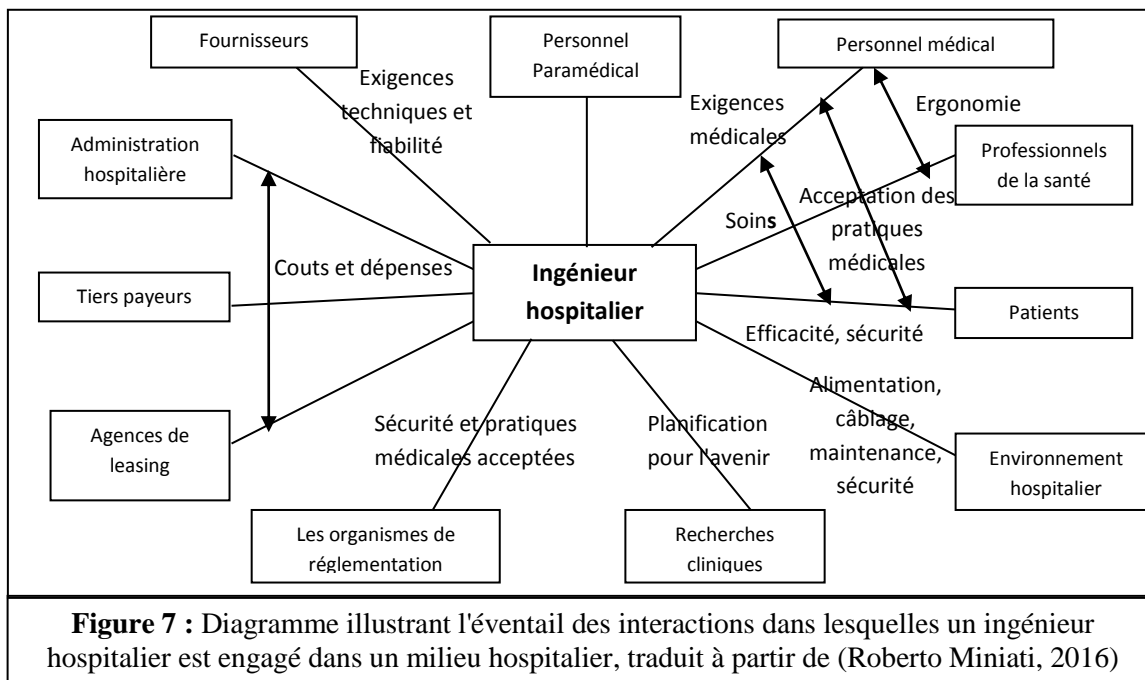 Fournisseurs
Personnel
Paramédical
Personnel médical
Exigences
techniques et
fiabilité
Exigences
médicales
Ergonomie
Administration
hospitalière
Professionnels
de la santé
Acceptation des
pratiques
médicales
Soins
Couts et dépenses
Ingénieur
hospitalier
Tiers payeurs
Patients
Efficacité, sécurité
Alimentation,
câblage,
maintenance,
sécurité
Agences de
leasing
Sécurité et pratiques
médicales acceptées
Planification
pour l'avenir
Environnement
hospitalier
Les organismes de
réglementation
Recherches
cliniques
Figure 7 : Diagramme illustrant l'éventail des interactions dans lesquelles un ingénieur
hospitalier est engagé dans un milieu hospitalier, traduit à partir de (Roberto Miniati, 2016)